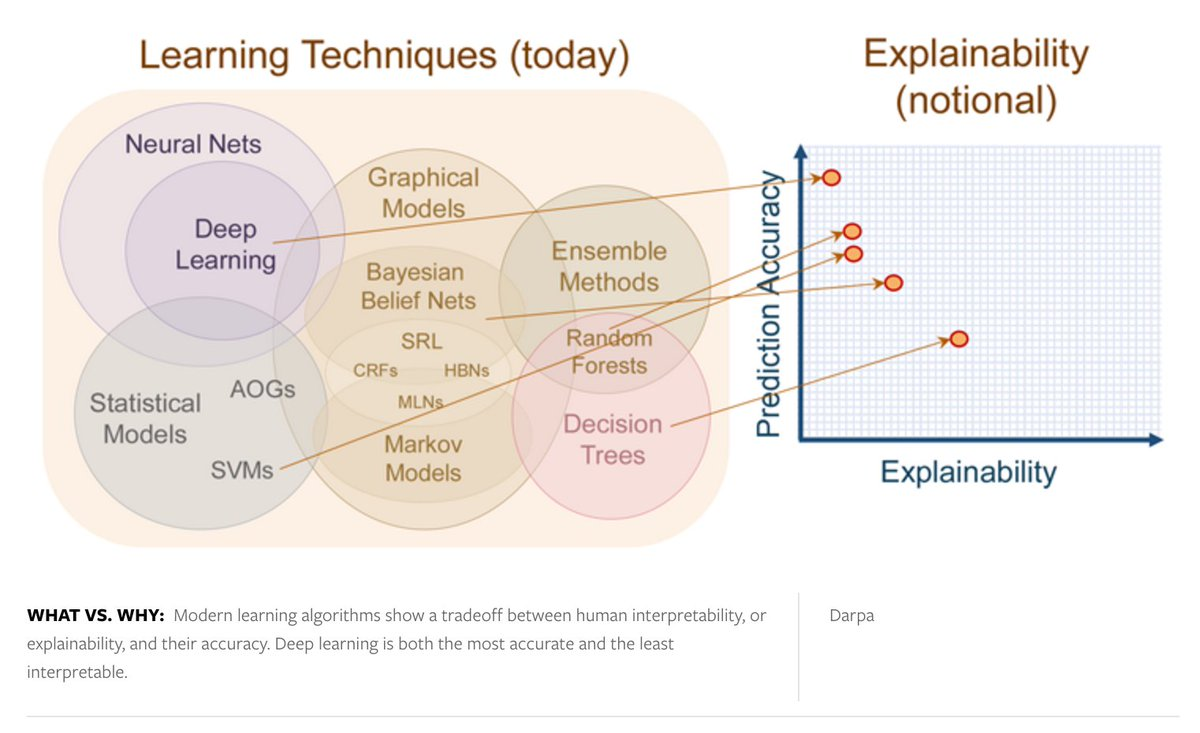 Learning Techniques (today)
Explainability
(notional)
Neural Nets
Deep
Learning
Graphical
Models
Bayesian
Belief Nets
SRL
CRFs
HBNs
MLNs
Markov
Models
Ensemble
Methods
Random
Forests
Decision
Trees
Statistical
Models
AOGs
SVMs
Prediction Accuracy
Explainability
WHAT VS. WHY: Modern learning algorithms show a tradeoff between human interpretability, or
explainability, and their accuracy. Deep learning is both the most accurate and the least
interpretable.
Darpa